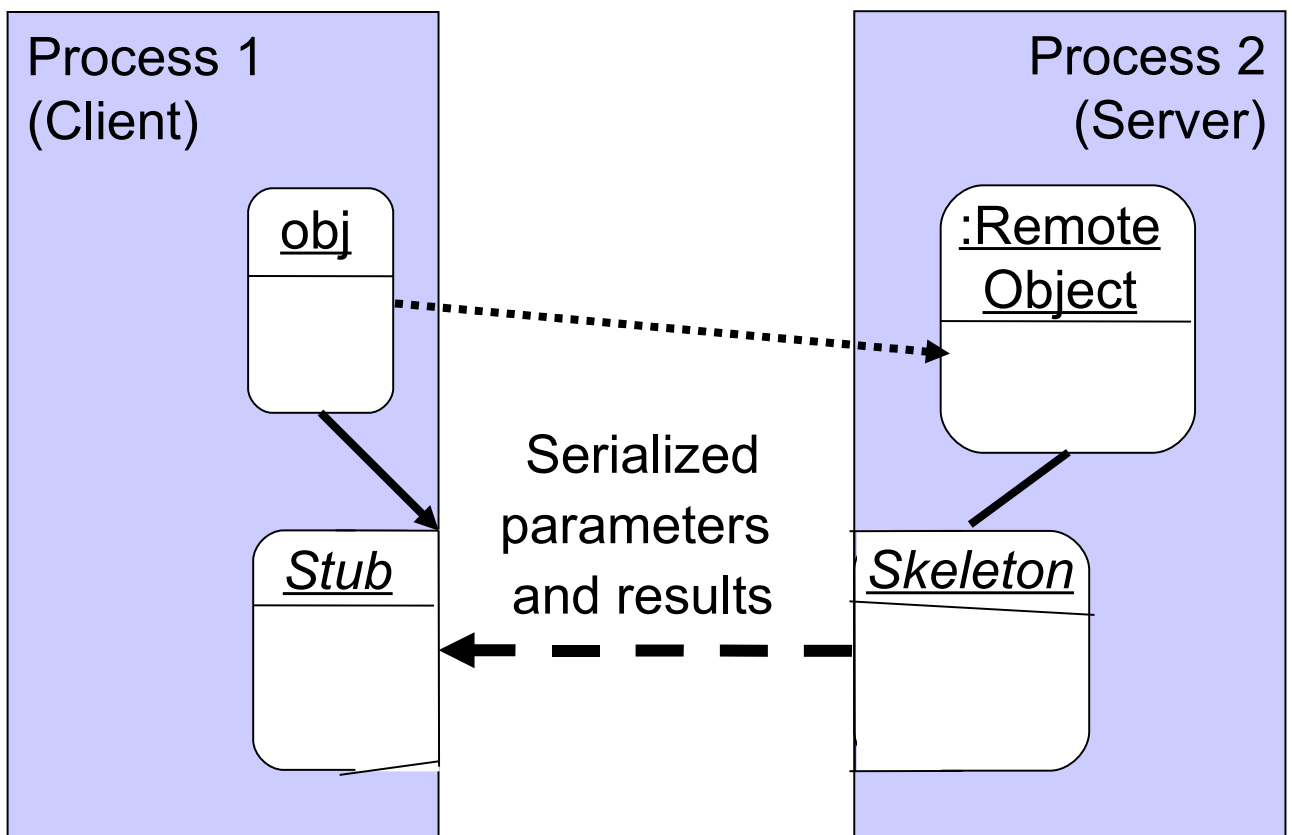 Process 1
(Client)
Process 2
(Server)
obj
:Remote
Object
Serialized
parameters
and results
Stub
Skeleton